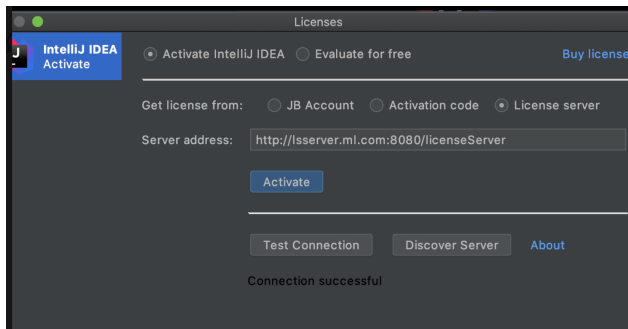 Licenses
IntelliJ IDEA
Activate
Activate IntelliJ IDEA Evaluate for free Buy license
Get license from: JB Account Activation code License server
Server address: http://lsserver.ml.com:8080/licenseServer
Activate
Test Connection Discover Server About
Connection successful